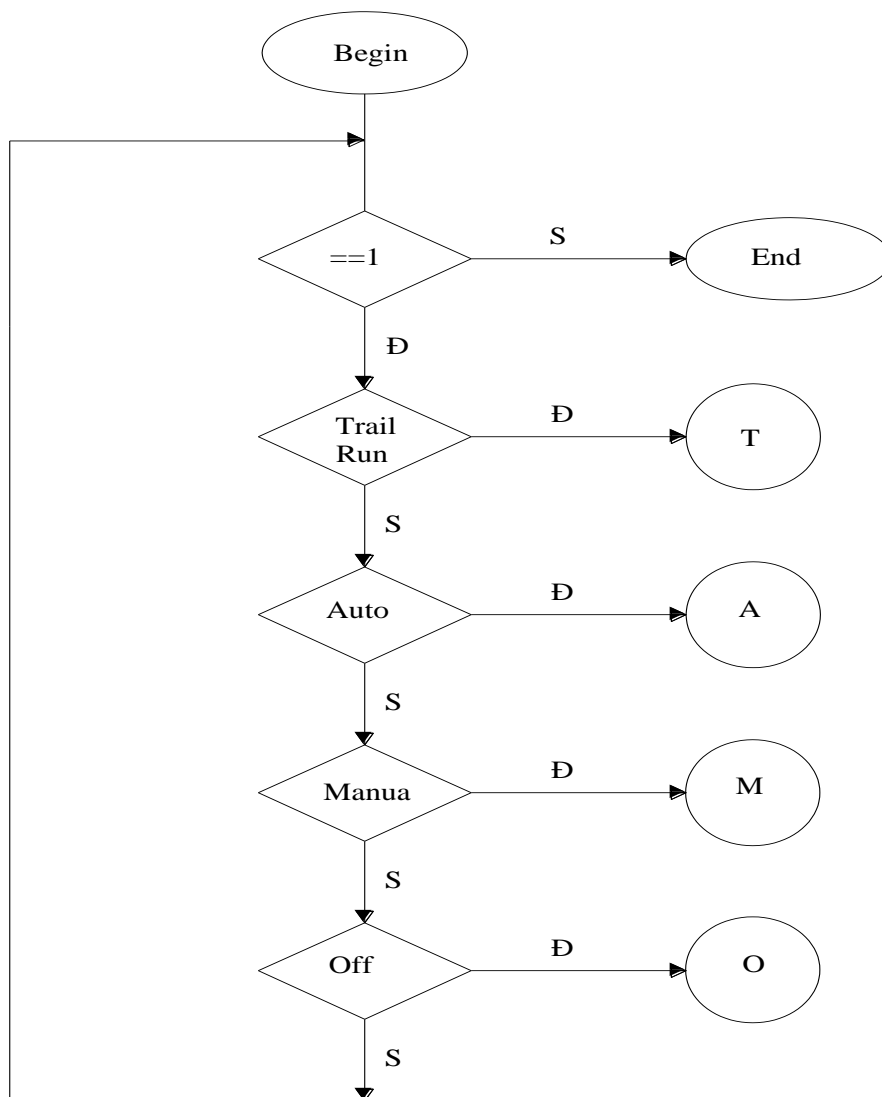 Begin
==1
S
End
Đ
Trail
Run
Đ
T
S
Auto
Đ
A
S
Manua
Đ
M
S
Off
Đ
O
S